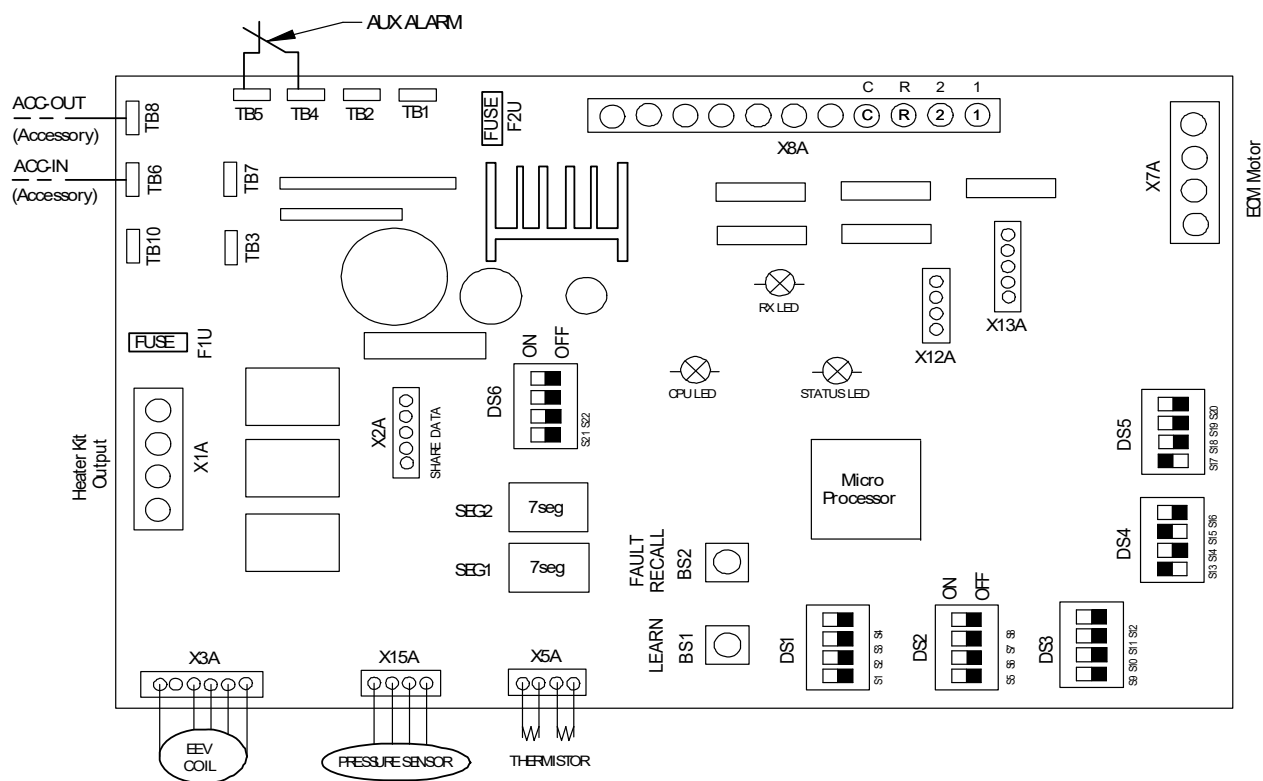 AUX ALARM
ACC-OUT
(Accessory)
TB8
TB5
TB4
TB2
TB1
FUSE
F2U
C R 2 1
C R 2 1
X8A
X7A
ECM Motor
ACC-IN
(Accessory)
TB6
TB7
TB10
TB3
RX LED
X13A
X12A
FUSE
F1U
ON
OFF
DS6
S21 S22
CPU LED
STATUS LED
X2A
SHARE DATA
Heater Kit
Output
X1A
DS5
S17 S18 S19 S20
Micro
Processor
SEG2
7seg
SEG1
7seg
FAULT
RECALL
BS2
DS4
S13 S14 S15 S16
LEARN
BS1
DS1
S1 S2 S3 S4
ON
OFF
DS2
S5 S6 S7 S8
DS3
S9 S10 S11 S12
X3A
X15A
X5A
EEV
COIL
PRESSURE SENSOR
THERMISTOR